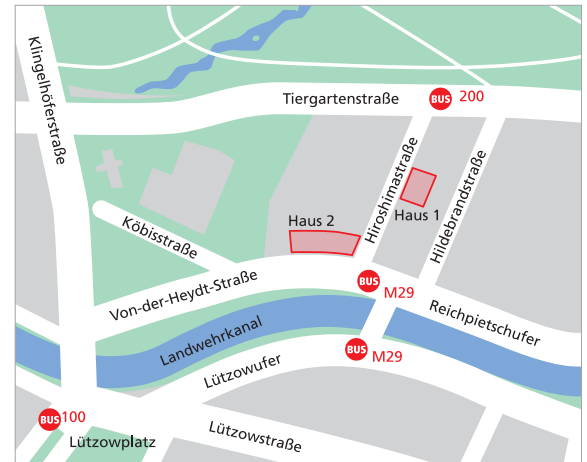 Klingelhöferstraße
Tiergartenstraße
BUS 200
Hiroshimastraße
Haus 1
Hildebrandstraße
Haus 2
Köbisstraße
Von-der-Heydt-Straße
BUS M29
Reichpietschufer
Landwehrkanal
BUS M29
Lützowufer
BUS 100
Lützowplatz
Lützowstraße